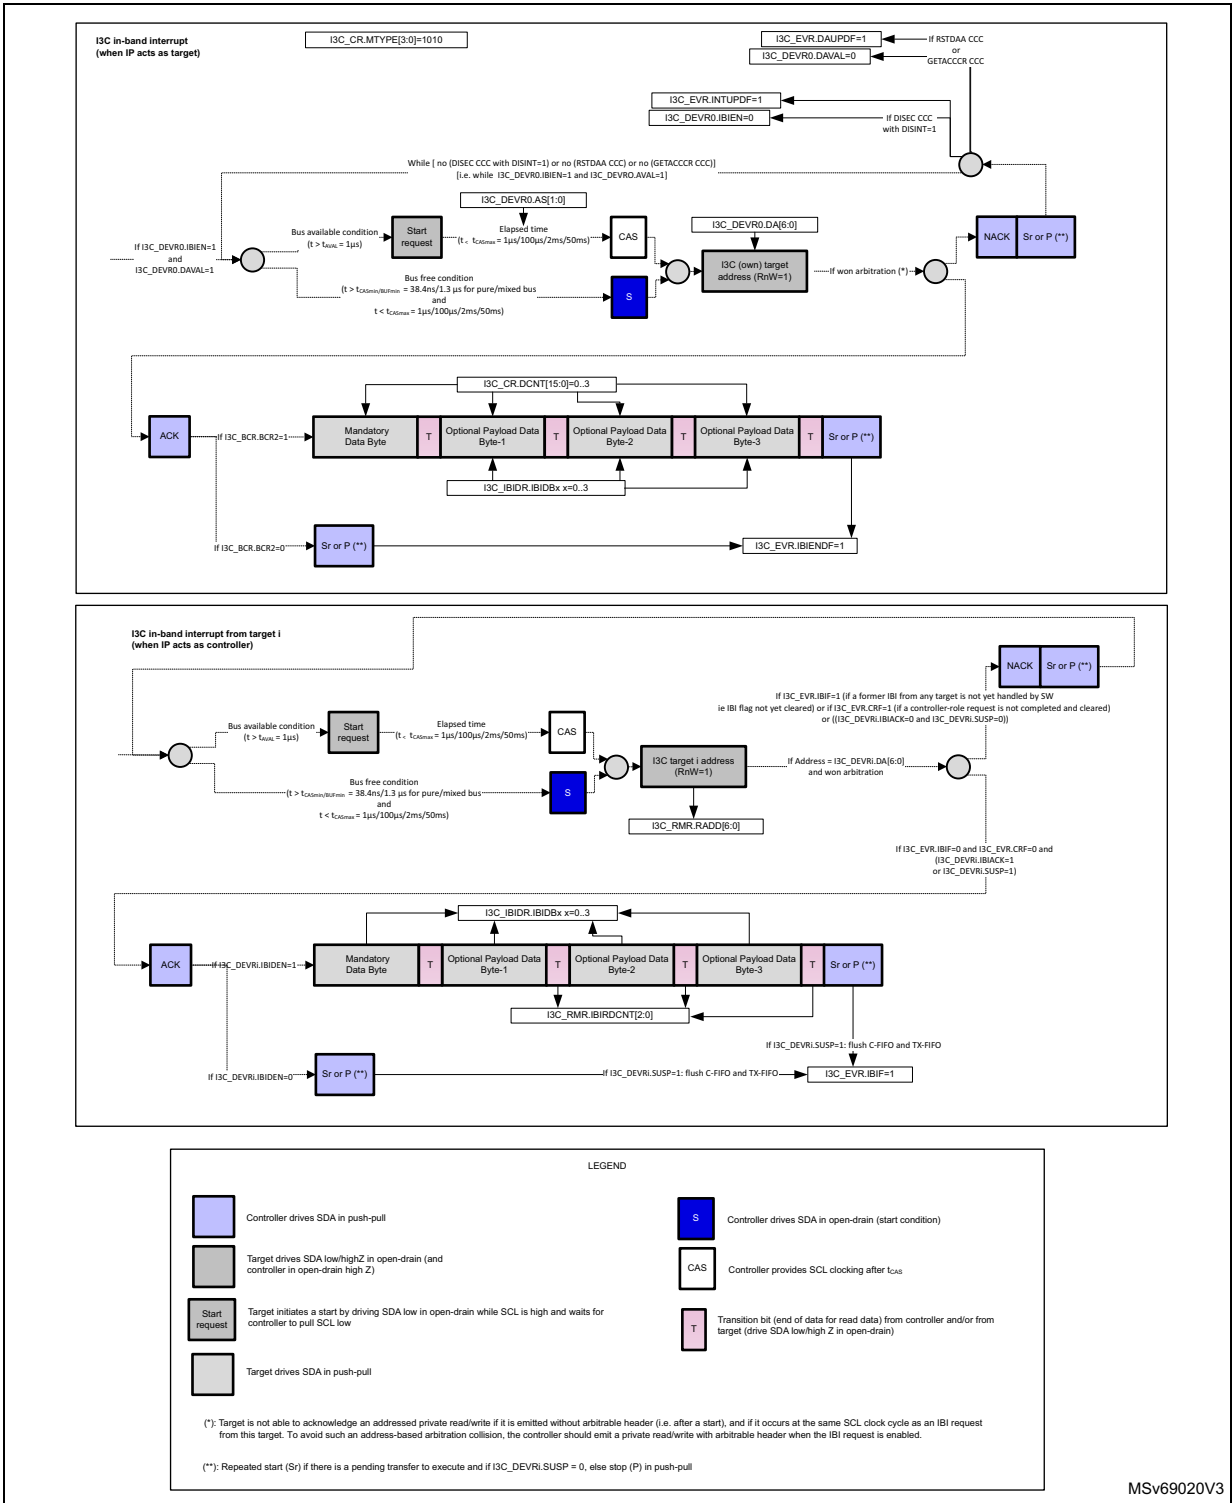 I3C in-band interrupt
(when IP acts as target)
I3C_CR.MTYPE[3:0]=1010
I3C_EVR.DAUPDF=1
I3C_DEVR0.DAVAL=0
If RSTDAA CCC
or
GETACCCR CCC
I3C_EVR.INTUPDF=1
I3C_DEVR0.IBIEN=0
If DISEC CCC
with DISINT=1
While [ no (DISEC CCC with DISINT=1) or no (RSTDAA CCC) or no (GETACCCR CCC)]
[i.e. while I3C_DEVR0.IBIEN=1 and I3C_DEVRO.AVAL=1]
I3C_DEVR0.AS[1:0]
If I3C_DEVR0.IBIEN=1
and
I3C_DEVR0.DAVAL=1
Bus available condition
(t > tAVAL = 1µs)
Start
request
Elapsed time
(t < tCASmax = 1µs/100µs/2ms/50ms)
CAS
I3C_DEVR0.DA[6:0]
I3C (own) target
address (RnW=1)
If won arbitration (*)
NACK
Sr or P (**)
Bus free condition
(t > tCASmin/BUFmin = 38.4ns/1.3 µs for pure/mixed bus
and
t < tCASmax = 1µs/100µs/2ms/50ms)
S
I3C_CR.DCNT[15:0]=0..3
ACK
If I3C_BCR.BCR2=1
Mandatory
Data Byte
T
Optional Payload Data
Byte-1
T
Optional Payload Data
Byte-2
T
Optional Payload Data
Byte-3
T
Sr or P (**)
I3C_IBIDR.IBIDBx x=0..3
If I3C_BCR.BCR2=0
Sr or P (**)
I3C_EVR.IBIENDF=1
I3C in-band interrupt from target i
(when IP acts as controller)
NACK
Sr or P (**)
If I3C_EVR.IBIF=1 (if a former IBI from any target is not yet handled by SW
ie IBI flag not yet cleared) or if I3C_EVR.CRF=1 (if a controller-role request is not completed and cleared)
or ((I3C_DEVRi.IBIACK=0 and I3C_DEVRi.SUSP=0))
Bus available condition
(t > tAVAL = 1µs)
Start
request
Elapsed time
(t < tCASmax = 1µs/100µs/2ms/50ms)
CAS
I3C target i address
(RnW=1)
If Address = I3C_DEVRi.DA[6:0]
and won arbitration
Bus free condition
(t > tCASmin/BUFmin = 38.4ns/1.3 µs for pure/mixed bus
and
t < tCASmax = 1µs/100µs/2ms/50ms)
S
I3C_RMR.RADD[6:0]
If I3C_EVR.IBIF=0 and I3C_EVR.CRF=0 and
(I3C_DEVRi.IBIACK=1
or I3C_DEVRi.SUSP=1)
I3C_IBIDR.IBIDBx x=0..3
ACK
If I3C_DEVRi.IBIDEN=1
Mandatory
Data Byte
T
Optional Payload Data
Byte-1
T
Optional Payload Data
Byte-2
T
Optional Payload Data
Byte-3
T
Sr or P (**)
I3C_RMR.IBIRDCNT[2:0]
If I3C_DEVRi.SUSP=1: flush C-FIFO and TX-FIFO
If I3C_DEVRi.IBIDEN=0
Sr or P (**)
If I3C_DEVRi.SUSP=1: flush C-FIFO and TX-FIFO
I3C_EVR.IBIF=1
LEGEND
Controller drives SDA in push-pull
S
Controller drives SDA in open-drain (start condition)
Target drives SDA low/highZ in open-drain (and
controller in open-drain high Z)
CAS
Controller provides SCL clocking after tCAS
Start
request
Target initiates a start by driving SDA low in open-drain while SCL is high and waits for
controller to pull SCL low
T
Transition bit (end of data for read data) from controller and/or from
target (drive SDA low/high Z in open-drain)
Target drives SDA in push-pull
(*): Target is not able to acknowledge an addressed private read/write if it is emitted without arbitrable header (i.e. after a start), and if it occurs at the same SCL clock cycle as an IBI request
from this target. To avoid such an address-based arbitration collision, the controller should emit a private read/write with arbitrable header when the IBI request is enabled.
(**): Repeated start (Sr) if there is a pending transfer to execute and if I3C_DEVRi.SUSP = 0, else stop (P) in push-pull
MSv69020V3